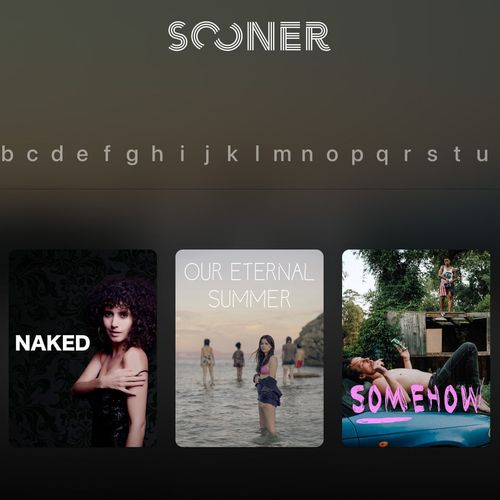 SOONER
b c d e f g h i j k l m n o p q r s t u
NAKED
OUR ETERNAL
SUMMER
SOMEHOW